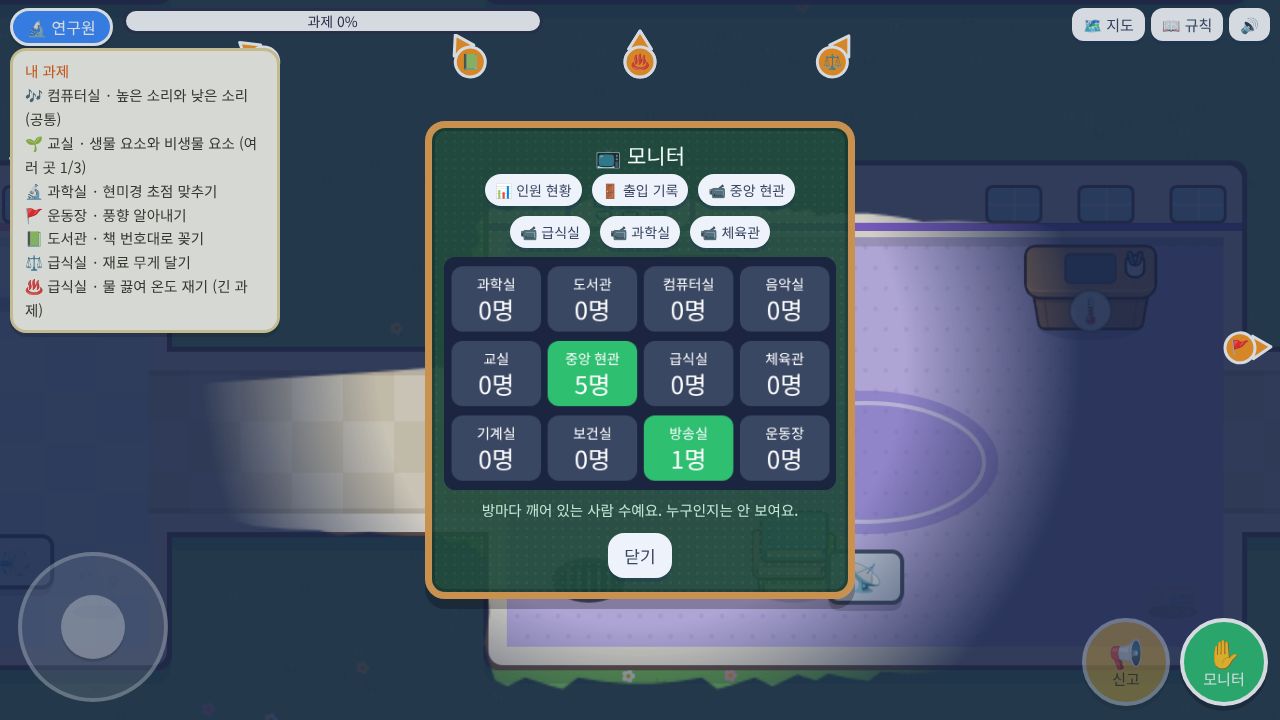 🔬 연구원
과제 0%
🗺️ 지도
📖 규칙
내 과제
🎶 컴퓨터실 · 높은 소리와 낮은 소리
(공통)
🌱 교실 · 생물 요소와 비생물 요소 (여
러 곳 1/3)
🔬 과학실 · 현미경 초점 맞추기
🚩 운동장 · 풍향 알아내기
📗 도서관 · 책 번호대로 꽂기
⚖️ 급식실 · 재료 무게 달기
♨️ 급식실 · 물 끓여 온도 재기 (긴 과
제)
📺 모니터
📊 인원 현황
🚪 출입 기록
📹 중앙 현관
📹 급식실
📹 과학실
📹 체육관
과학실
0명
도서관
0명
컴퓨터실
0명
음악실
0명
교실
0명
중앙 현관
5명
급식실
0명
체육관
0명
기계실
0명
보건실
0명
방송실
1명
운동장
0명
방마다 깨어 있는 사람 수예요. 누구인지는 안 보여요.
닫기
신고
모니터